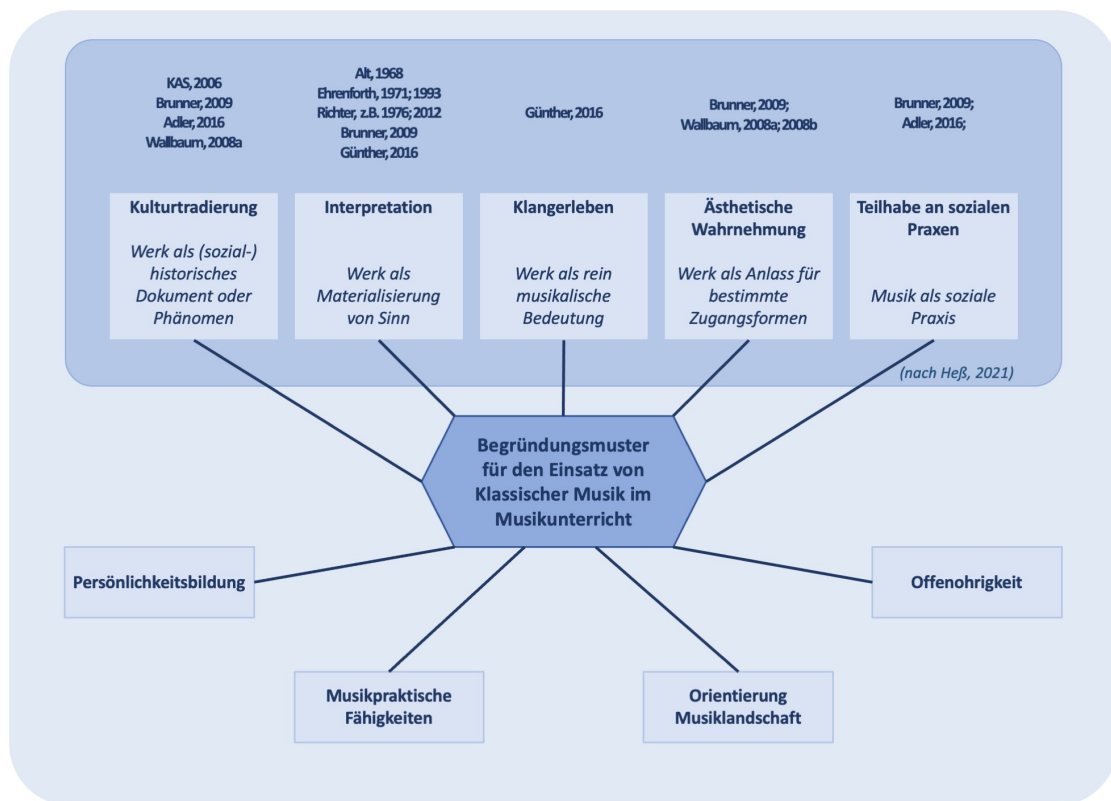 KAS, 2006
Brunner, 2009
Adler, 2016
Wallbaum, 2008a
Alt, 1968
Ehrenforth, 1971; 1993
Richter, z.B. 1976; 2012
Brunner, 2009
Günther, 2016
Günther, 2016
Brunner, 2009;
Wallbaum, 2008a; 2008b
Brunner, 2009;
Adler, 2016;
Kulturtradierung
Werk als (sozial-)
historisches
Dokument oder
Phänomen
Interpretation
Werk als
Materialisierung
von Sinn
Klangerleben
Werk als rein
musikalische
Bedeutung
Ästhetische
Wahrnehmung
Werk als Anlass für
bestimmte
Zugangsformen
Teilhabe an sozialen
Praxen
Musik als soziale
Praxis
(nach Heß, 2021)
Begründungsmuster
für den Einsatz von
Klassischer Musik im
Musikunterricht
Persönlichkeitsbildung
Offenohrigkeit
Musikpraktische
Fähigkeiten
Orientierung
Musiklandschaft